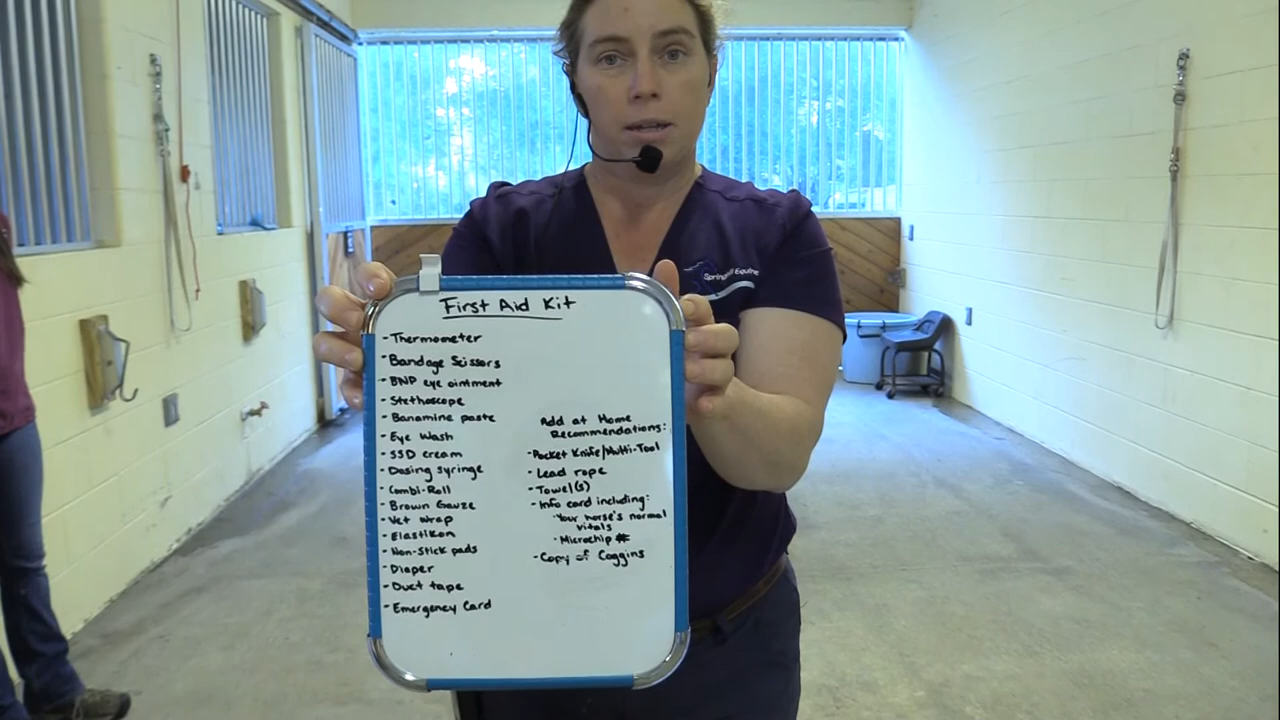 First Aid Kit
- Thermometer
- Bandage Scissors
- BNP eye ointment
- Stethoscope
- Banamine paste
- Eye Wash
- SSD cream
- Dosing syringe
- Combi-Roll
- Brown Gauze
- Vet Wrap
- Elastikon
- Non-Stick pads
- Diaper
- Duct tape
- Emergency Card
Add at Home
Recommendations:
- Pocket Knife/Multi-Tool
- Lead rope
- Towel(s)
- Info card including:
- Your horse's normal
vitals
- Microchip #
- Copy of Coggins
Equine